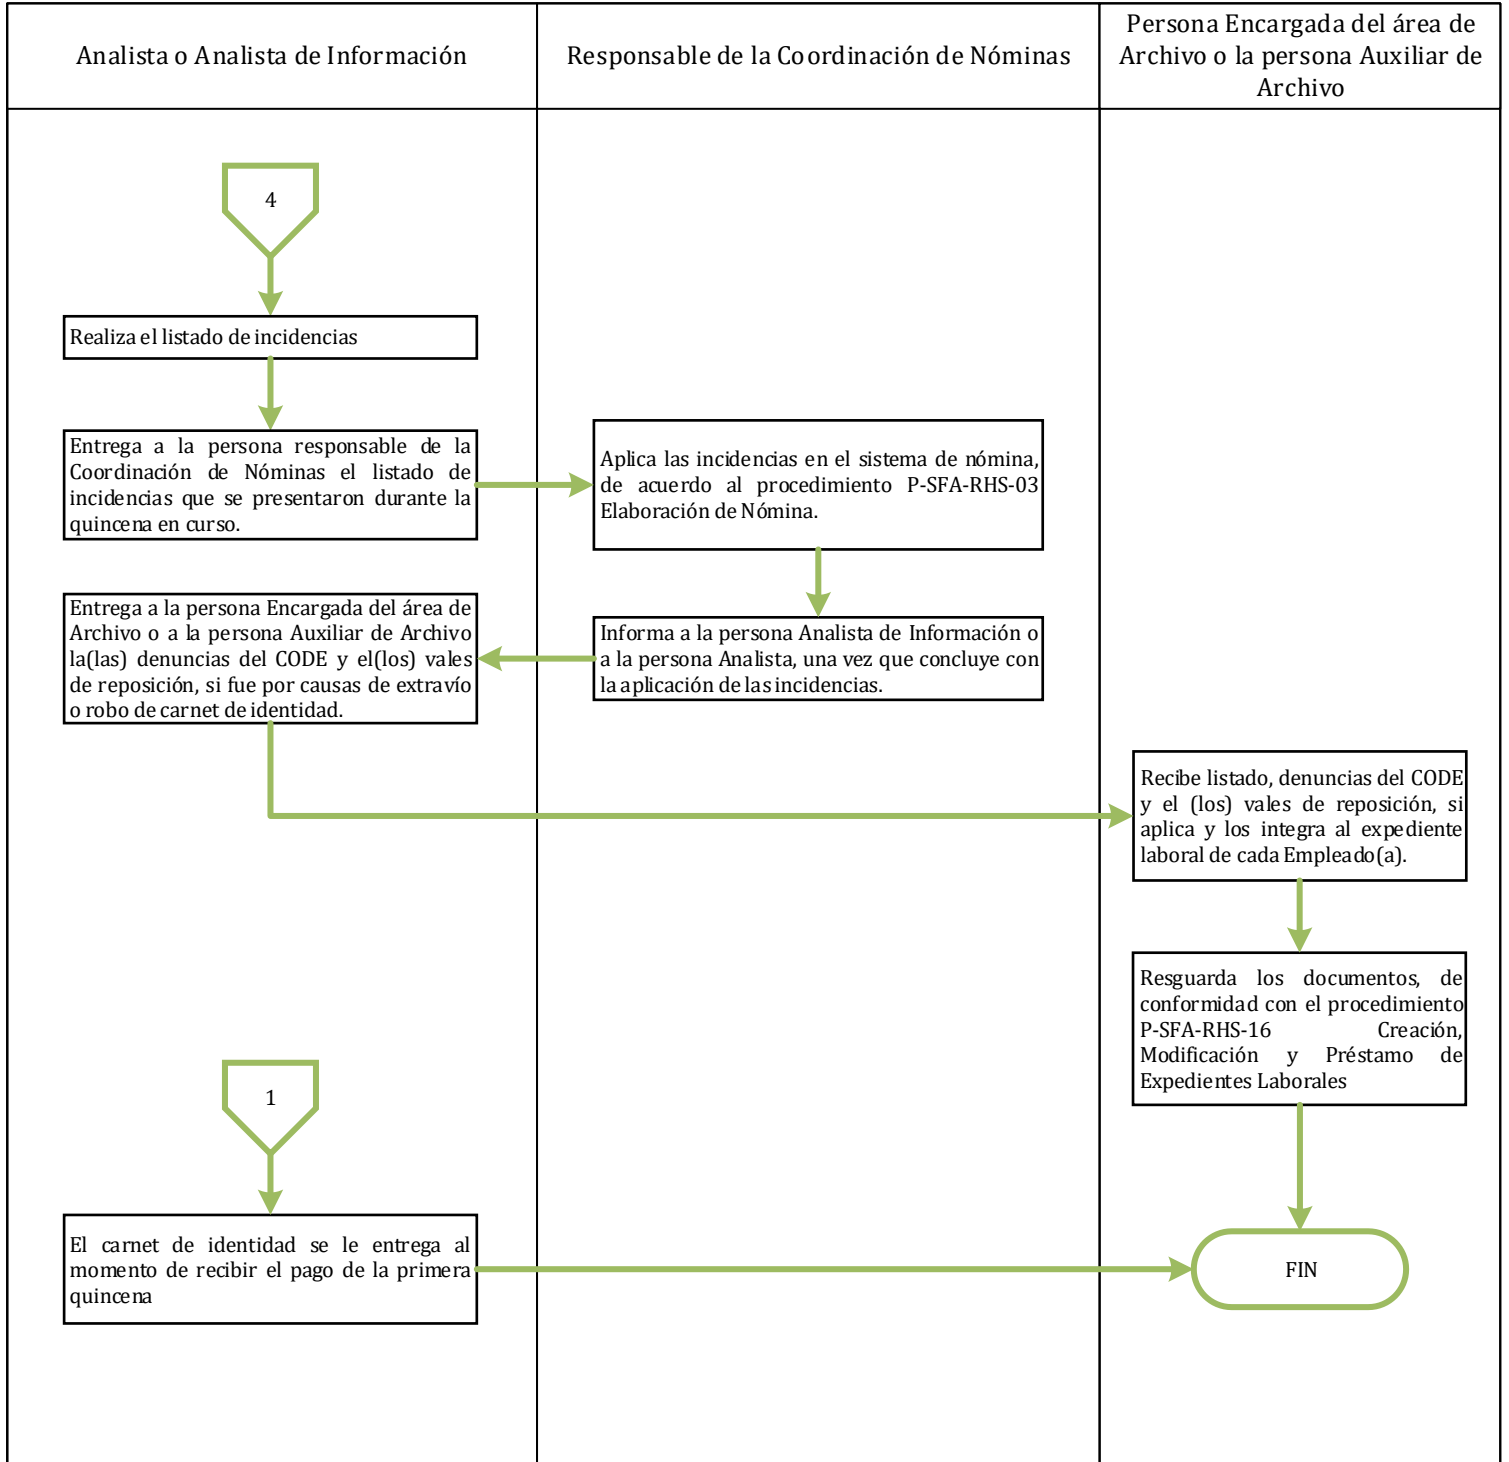 Analista o Analista de Información
Responsable de la Coordinación de Nóminas
Persona Encargada del área de
Archivo o la persona Auxiliar de
Archivo
4
Realiza el listado de incidencias
Entrega a la persona responsable de la
Coordinación de Nóminas el listado de
incidencias que se presentaron durante la
quincena en curso.
Aplica las incidencias en el sistema de nómina,
de acuerdo al procedimiento P-SFA-RHS-03
Elaboración de Nómina.
Informa a la persona Analista de Información o
a la persona Analista, una vez que concluye con
la aplicación de las incidencias.
Entrega a la persona Encargada del área de
Archivo o a la persona Auxiliar de Archivo
la(las) denuncias del CODE y el(los) vales
de reposición, si fue por causas de extravío
o robo de carnet de identidad.
Recibe listado, denuncias del CODE
y el (los) vales de reposición, si
aplica y los integra al expediente
laboral de cada Empleado(a).
Resguarda los documentos, de
conformidad con el procedimiento
P-SFA-RHS-16 Creación,
Modificación y Préstamo de
Expedientes Laborales
1
El carnet de identidad se le entrega al
momento de recibir el pago de la primera
quincena
FIN